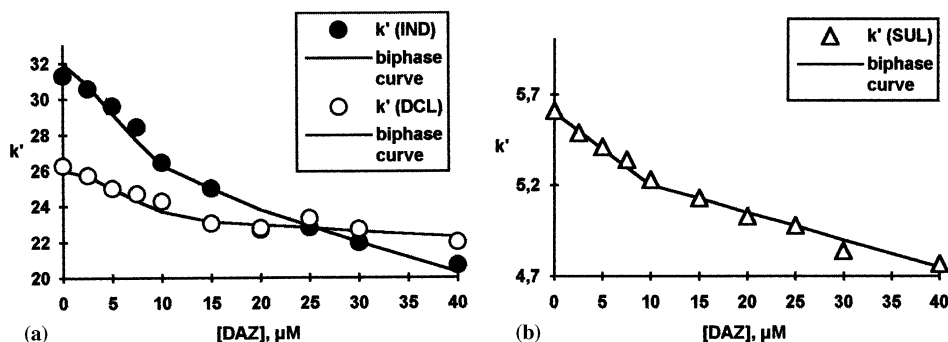 k' (IND)
biphase
curve
k' (DCL)
biphase
curve
32
30
28
26
24
22
20
k'
0 5 10 15 20 25 30 35 40
(a)
[DAZ], µM
k' (SUL)
biphase
curve
5,7
5,2
4,7
k'
0 5 10 15 20 25 30 35 40
(b)
[DAZ], µM